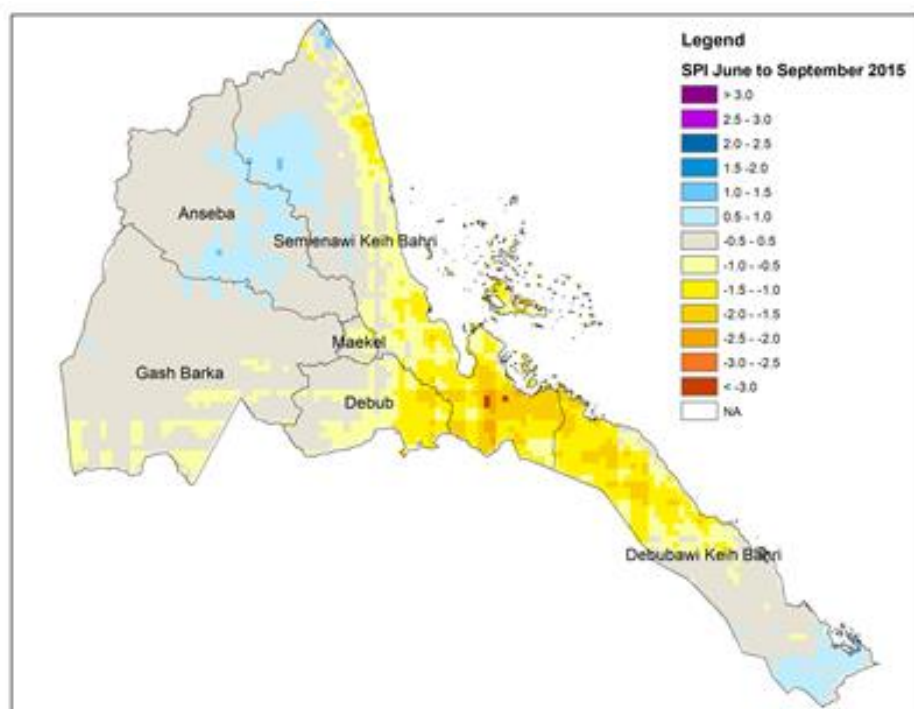 Legend
SPI June to September 2015
> 3.0
2.5 - 3.0
2.0 - 2.5
1.5 -2.0
1.0 - 1.5
0.5 - 1.0
-0.5 - 0.5
-1.0 - -0.5
-1.5 - -1.0
-2.0 - -1.5
-2.5 - -2.0
-3.0 - -2.5
< -3.0
NA
Anseba
Semienawi Keih Bahri
Maekel
Gash Barka
Debub
Debubawi Keih Bahri